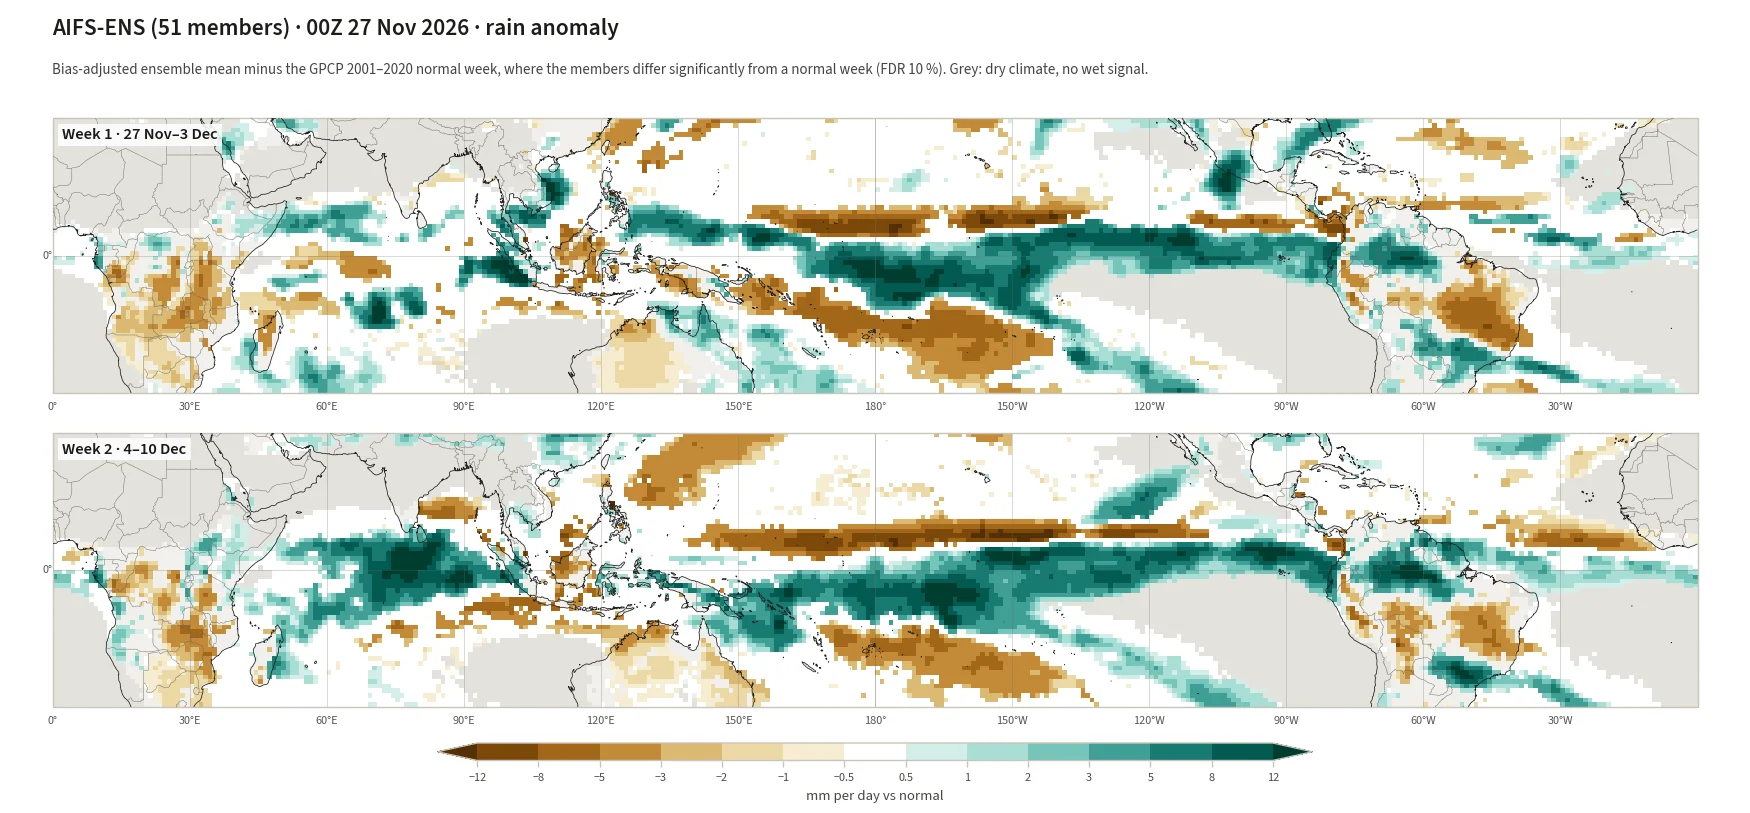 AIFS-ENS (51 members) · 00Z 27 Nov 2026 · rain anomaly
Bias-adjusted ensemble mean minus the GPCP 2001–2020 normal week, where the members differ significantly from a normal week (FDR 10 %). Grey: dry climate, no wet signal.
Week 1 · 27 Nov–3 Dec
0°
0° 30°E 60°E 90°E 120°E 150°E 180° 150°W 120°W 90°W 60°W 30°W
Week 2 · 4–10 Dec
0°
0° 30°E 60°E 90°E 120°E 150°E 180° 150°W 120°W 90°W 60°W 30°W
−12 −8 −5 −3 −2 −1 −0.5 0.5 1 2 3 5 8 12
mm per day vs normal